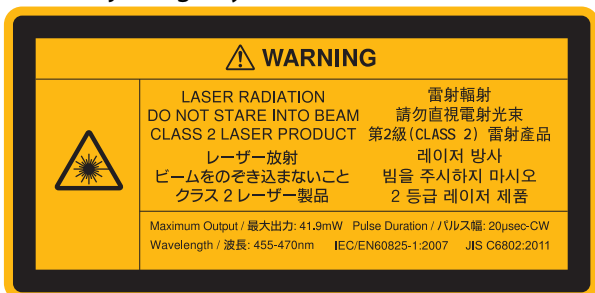 WARNING
LASER RADIATION
DO NOT STARE INTO BEAM
CLASS 2 LASER PRODUCT
雷射輻射
請勿直視電射光束
第2級(CLASS 2) 雷射產品
レーザー放射
ビームをのぞき込まないこと
クラス 2 レーザー製品
레이저 방사
빔을 주시하지 마시오
2 등급 레이저 제품
Maximum Output / 最大出力: 41.9mW Pulse Duration / パルス幅: 20μsec-CW
Wavelength / 波長: 455-470nm IEC/EN60825-1:2007 JIS C6802:2011